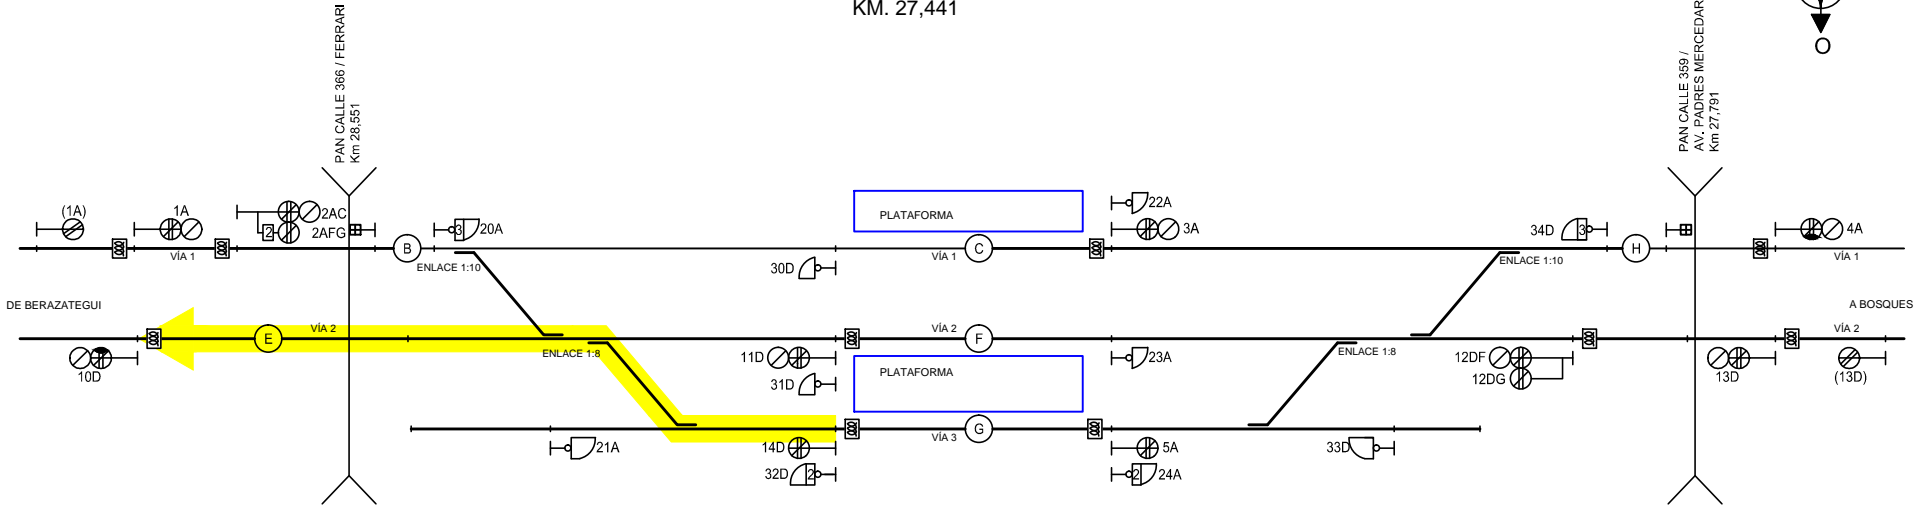 KM. 27,441
O
PAN CALLE 366 / FERRARI
Km 28,551
PAN CALLE 359 /
AV. PADRES MERCEDAR
Km 27,791
(1A)
1A
2AC
2
2AFG
3
20A
22A
3A
34D
3
4A
PLATAFORMA
B
C
H
VÍA 1
ENLACE 1:10
30D
VÍA 1
ENLACE 1:10
VÍA 1
DE BERAZATEGUI
A BOSQUES
VÍA 2
VÍA 2
VÍA 2
E
F
10D
ENLACE 1:8
11D
31D
PLATAFORMA
23A
ENLACE 1:8
12DF
12DG
13D
(13D)
G
VÍA 3
21A
14D
32D
2
5A
2
24A
33D